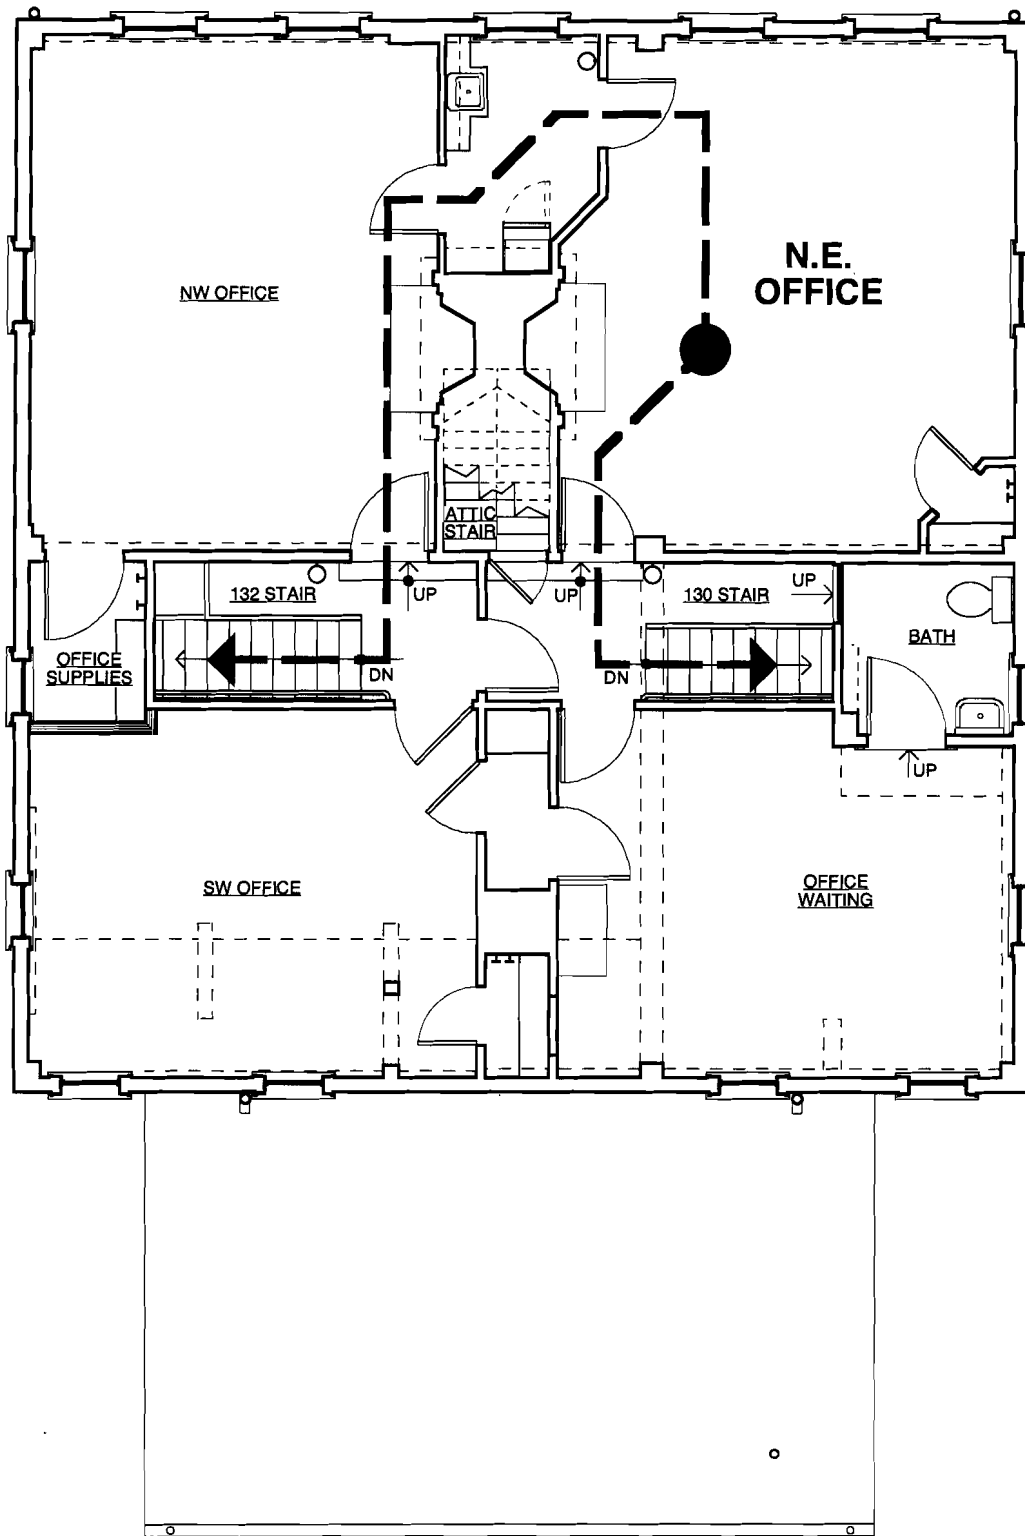 N.E.
OFFICE
NW OFFICE
ATTIC
STAIR
132 STAIR
UP
UP
130 STAIR
UP
BATH
OFFICE
SUPPLIES
DN
DN
UP
SW OFFICE
OFFICE
WAITING